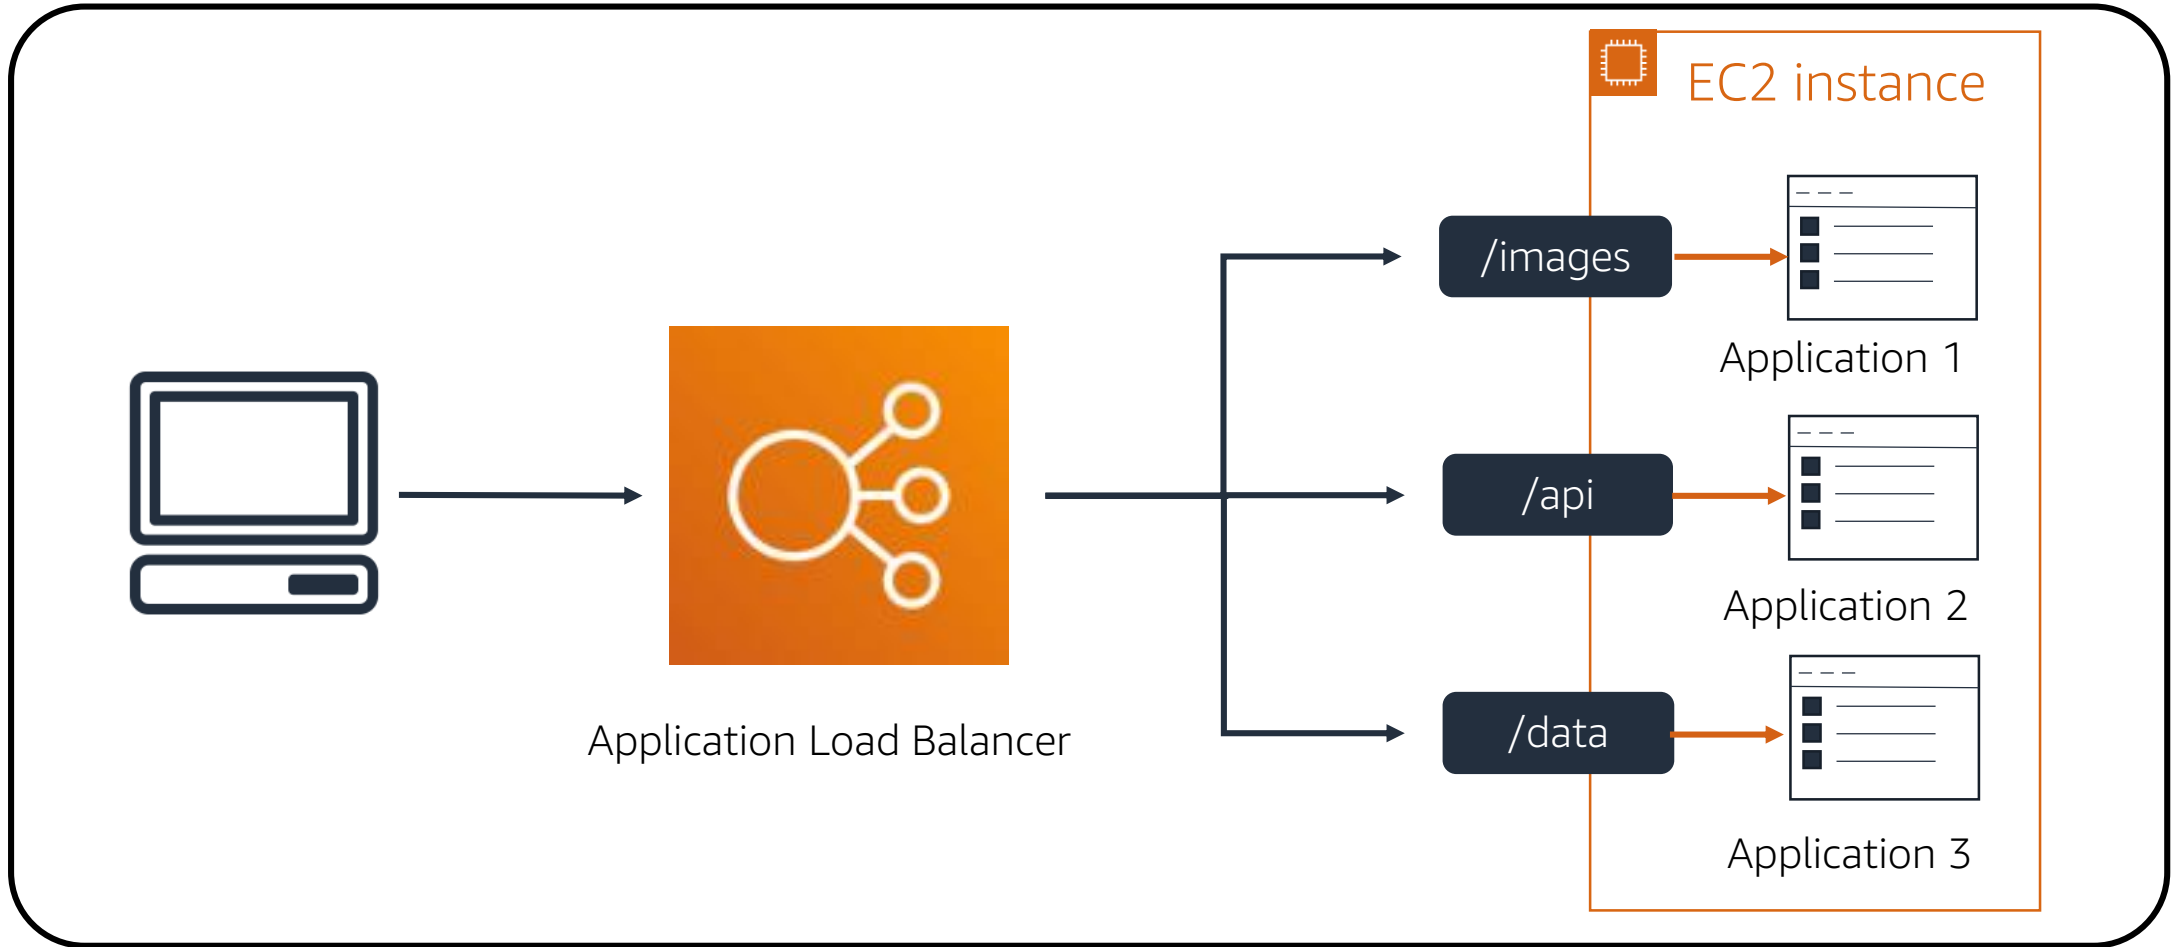 EC2 instance
/images
Application 1
/api
Application 2
Application Load Balancer
/data
Application 3